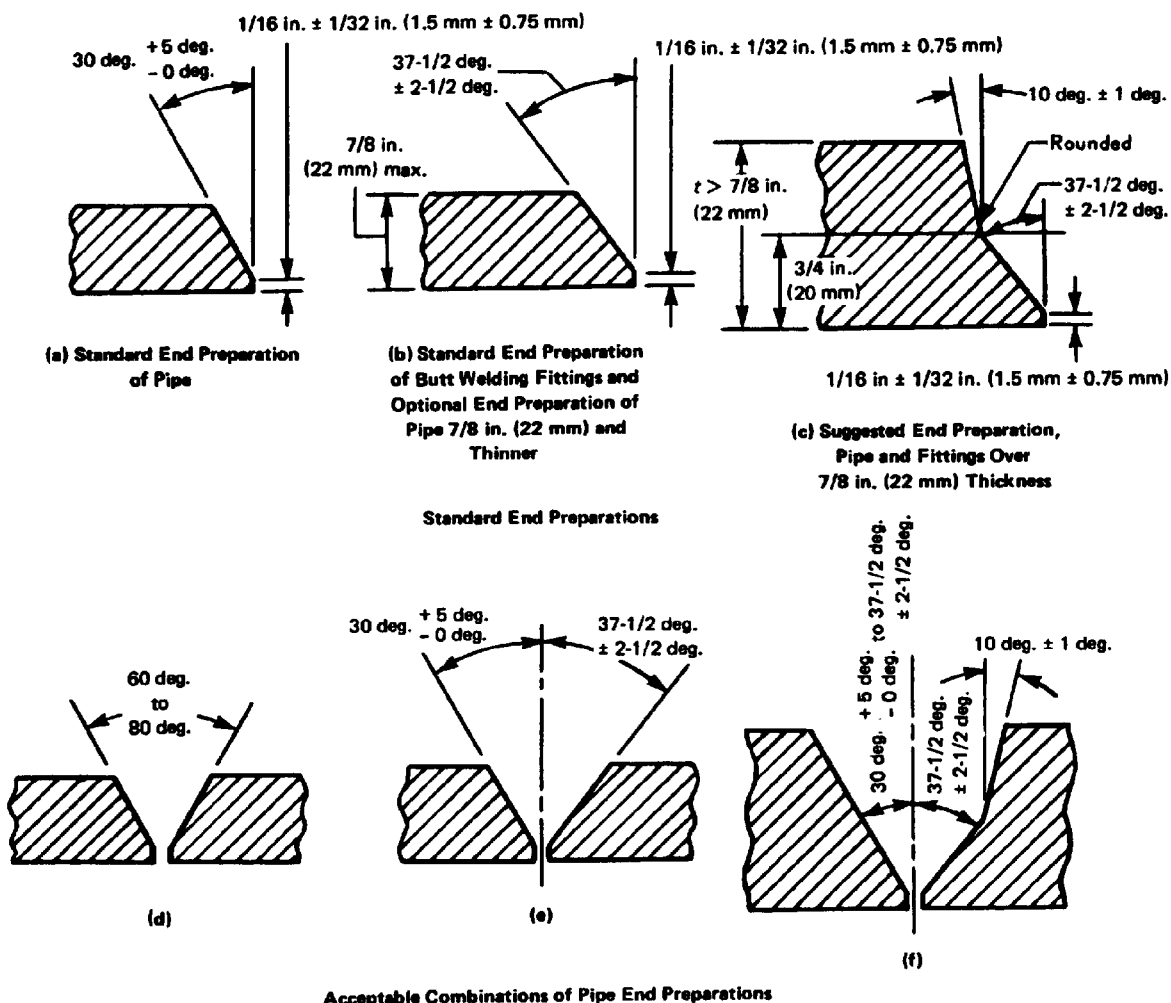 1/16 in. ± 1/32 in. (1.5 mm ± 0.75 mm)
30 deg. + 5 deg.
– 0 deg.
37-1/2 deg.
± 2-1/2 deg.
7/8 in.
(22 mm) max.
1/16 in. ± 1/32 in. (1.5 mm ± 0.75 mm)
10 deg. ± 1 deg.
Rounded
t > 7/8 in.
(22 mm)
37-1/2 deg.
± 2-1/2 deg.
3/4 in.
(20 mm)
1/16 in ± 1/32 in. (1.5 mm ± 0.75 mm)
(a) Standard End Preparation
of Pipe
(b) Standard End Preparation
of Butt Welding Fittings and
Optional End Preparation of
Pipe 7/8 in. (22 mm) and
Thinner
(c) Suggested End Preparation,
Pipe and Fittings Over
7/8 in. (22 mm) Thickness
Standard End Preparations
60 deg.
to
80 deg.
(d)
30 deg. + 5 deg.
– 0 deg.
37-1/2 deg.
± 2-1/2 deg.
(e)
30 deg. + 5 deg. to 37-1/2 deg.
– 0 deg. ± 2-1/2 deg.
37-1/2 deg.
± 2-1/2 deg.
10 deg. ± 1 deg.
(f)
Acceptable Combinations of Pipe End Preparations